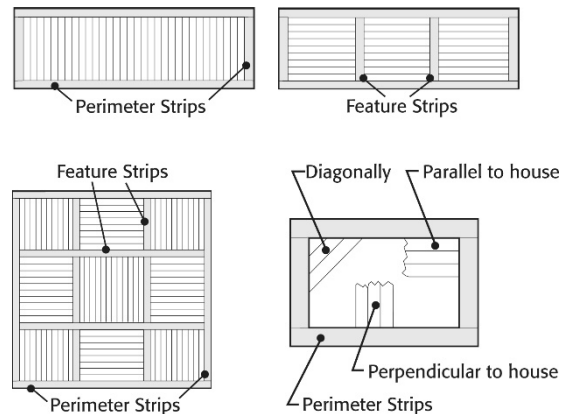 Perimeter Strips
Feature Strips
Feature Strips
Diagonally
Parallel to house
Perpendicular to house
Perimeter Strips
Perimeter Strips